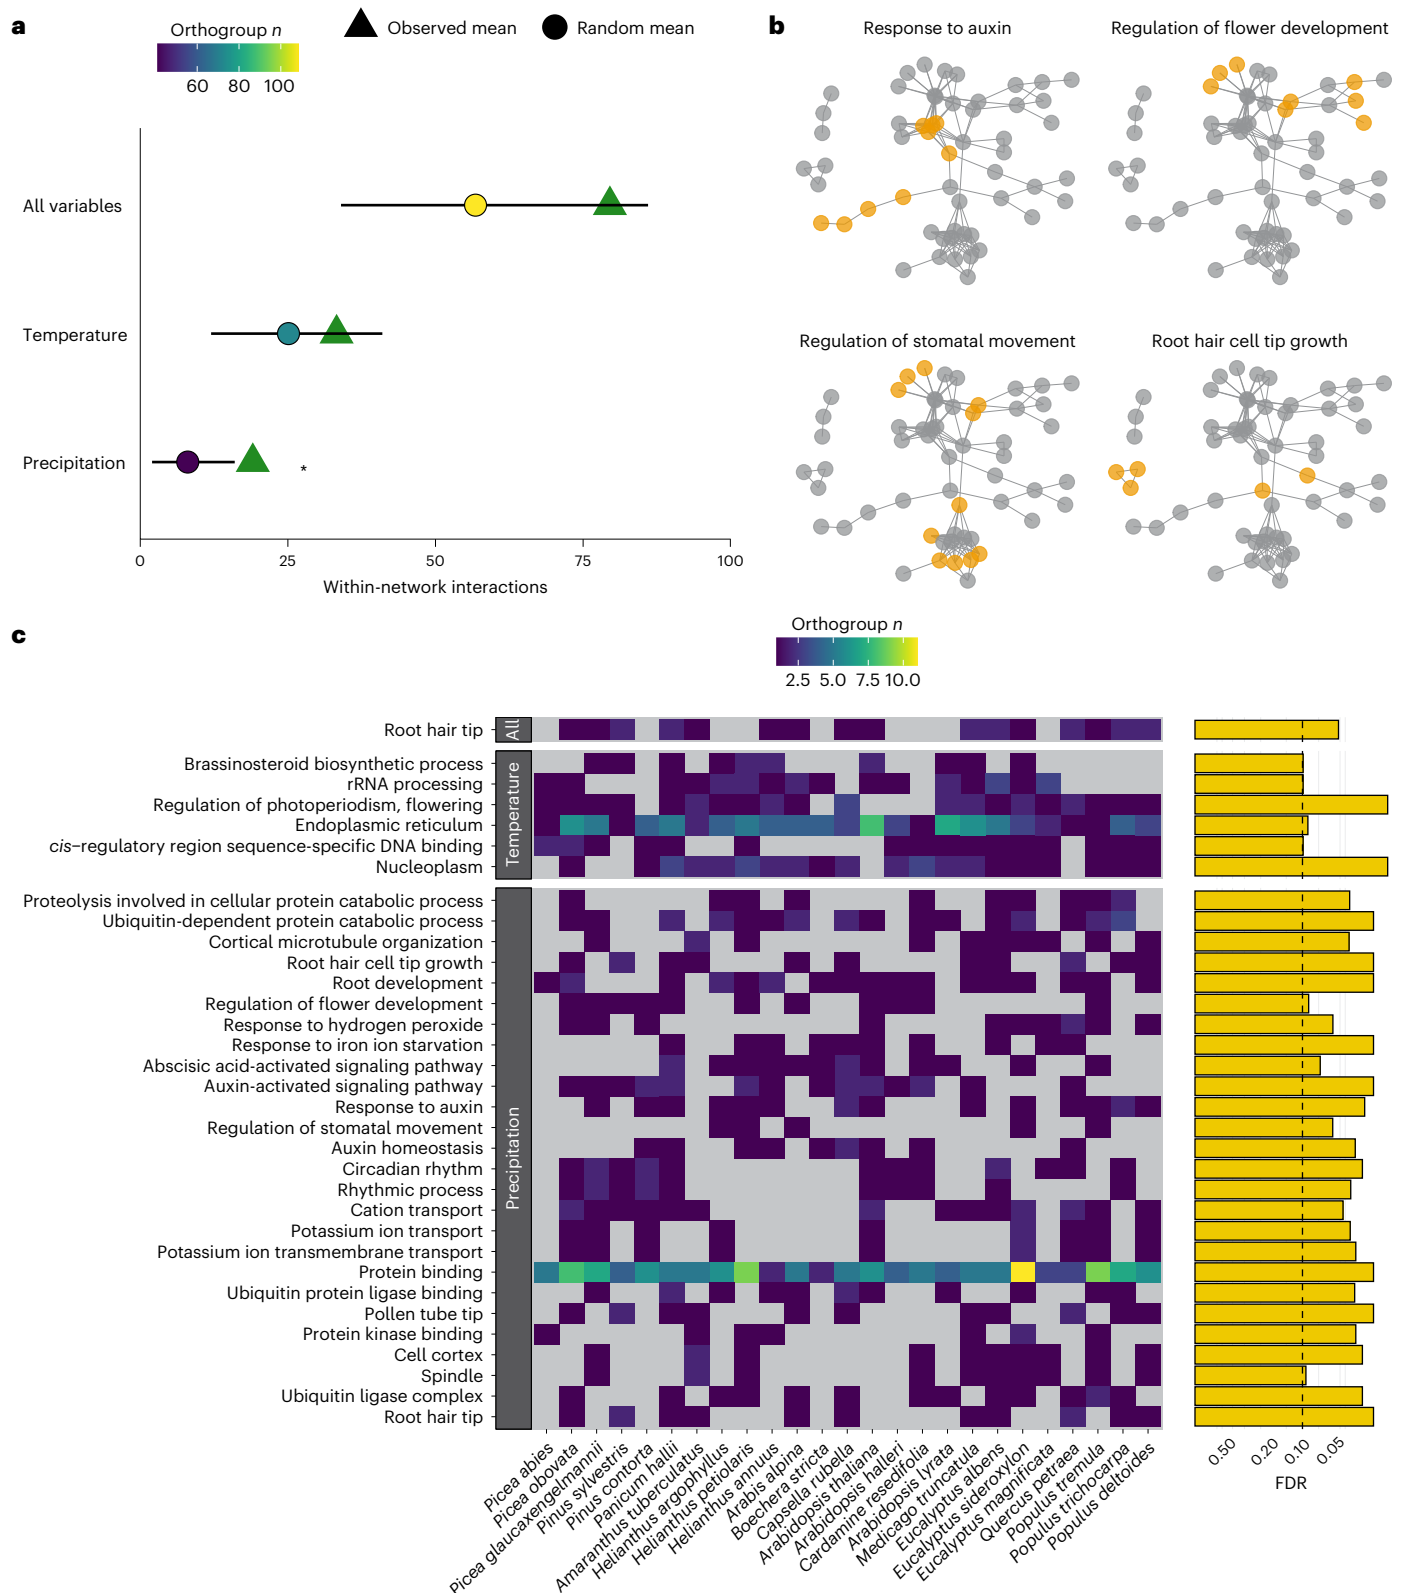 a
Orthogroup n
60 80 100
Observed mean
Random mean
All variables
Temperature
Precipitation
*
0 25 50 75 100
Within-network interactions
b
Response to auxin
Regulation of flower development
Regulation of stomatal movement
Root hair cell tip growth
c
Orthogroup n
2.5 5.0 7.5 10.0
All
Root hair tip
Temperature
Brassinosteroid biosynthetic process
rRNA processing
Regulation of photoperiodism, flowering
Endoplasmic reticulum
cis−regulatory region sequence-specific DNA binding
Nucleoplasm
Precipitation
Proteolysis involved in cellular protein catabolic process
Ubiquitin-dependent protein catabolic process
Cortical microtubule organization
Root hair cell tip growth
Root development
Regulation of flower development
Response to hydrogen peroxide
Response to iron ion starvation
Abscisic acid-activated signaling pathway
Auxin-activated signaling pathway
Response to auxin
Regulation of stomatal movement
Auxin homeostasis
Circadian rhythm
Rhythmic process
Cation transport
Potassium ion transport
Potassium ion transmembrane transport
Protein binding
Ubiquitin protein ligase binding
Pollen tube tip
Protein kinase binding
Cell cortex
Spindle
Ubiquitin ligase complex
Root hair tip
Picea abies
Picea obovata
Picea glaucaxengelmannii
Pinus sylvestris
Pinus contorta
Panicum hallii
Amaranthus tuberculatus
Helianthus argophyllus
Helianthus petiolaris
Helianthus annuus
Arabis alpina
Boechera stricta
Capsella rubella
Arabidopsis thaliana
Arabidopsis halleri
Cardamine resedifolia
Arabidopsis lyrata
Medicago truncatula
Eucalyptus albens
Eucalyptus sideroxylon
Eucalyptus magnificata
Quercus petraea
Populus tremula
Populus trichocarpa
Populus deltoides
0.50 0.20 0.10 0.05
FDR